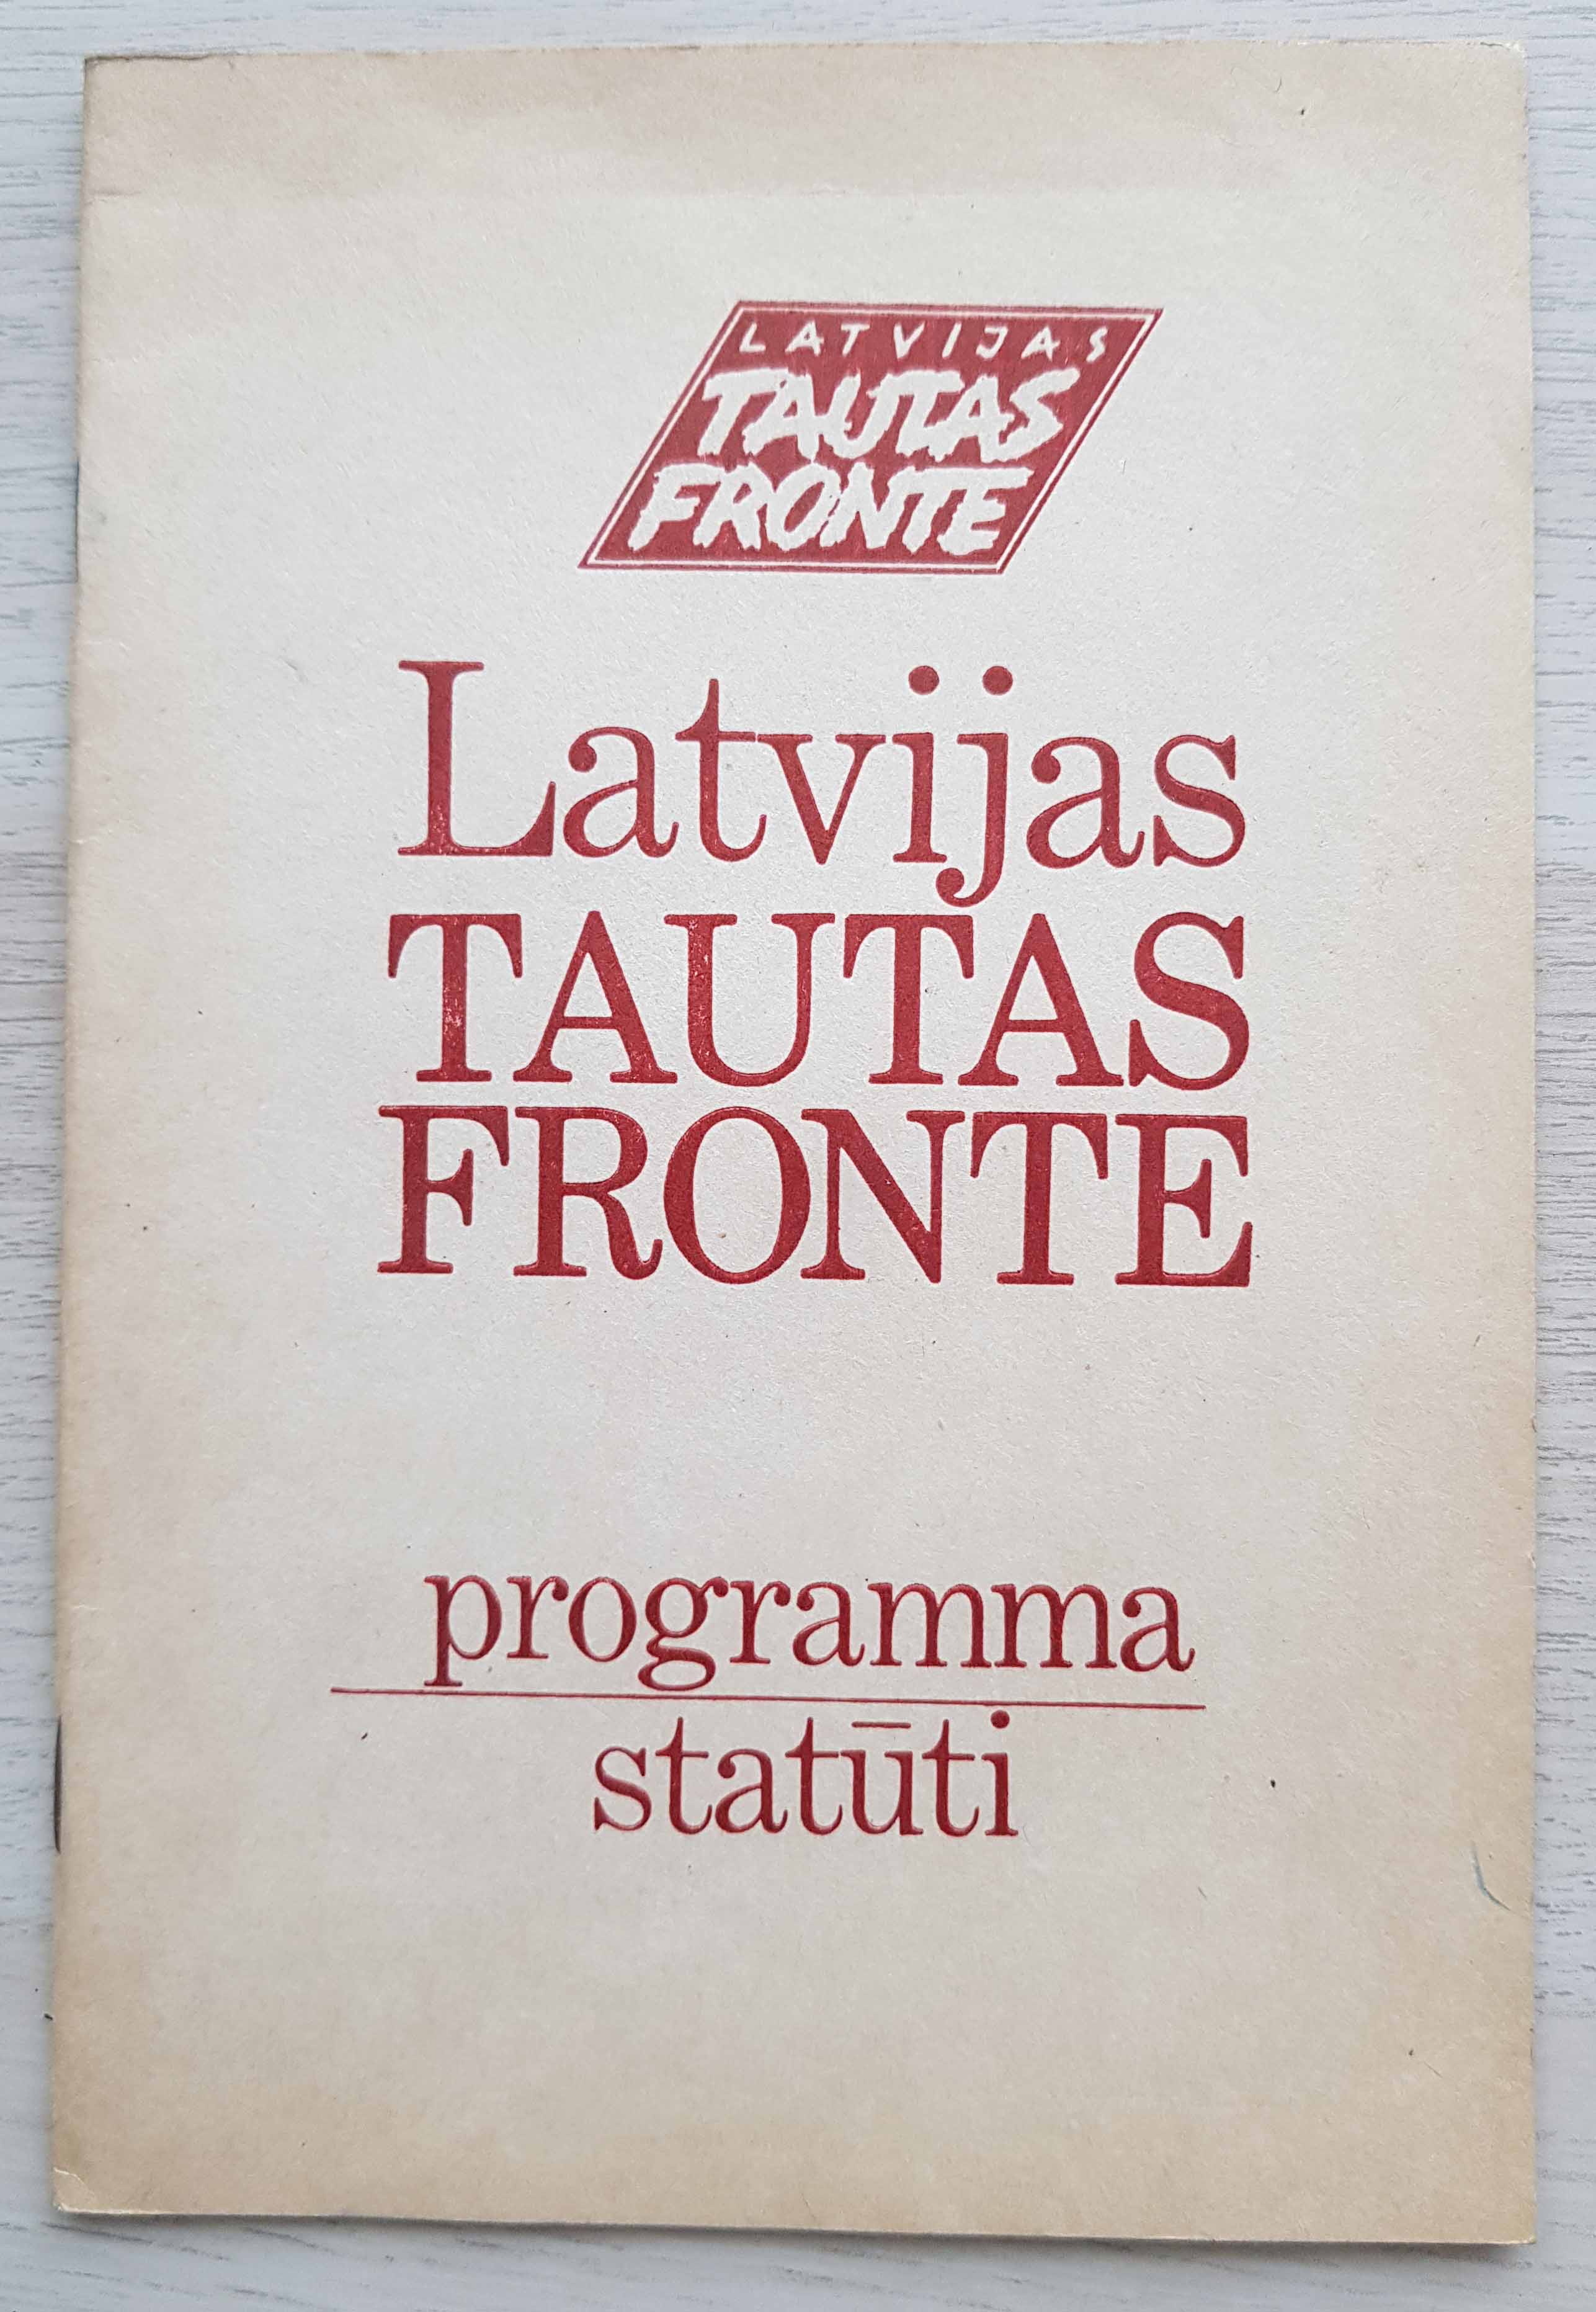 LATVIJAS
TAUTAS
FRONTE
Latvijas
TAUTAS
FRONTE
programma
statūti